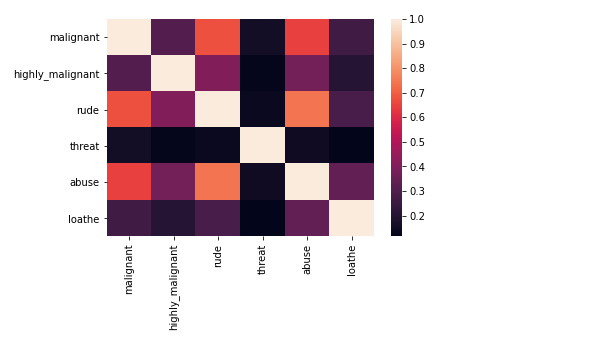 malignant
highly_malignant
rude
threat
abuse
loathe
malignant
highly_malignant
rude
threat
abuse
loathe
1.0
0.9
0.8
0.7
0.6
0.5
0.4
0.3
0.2